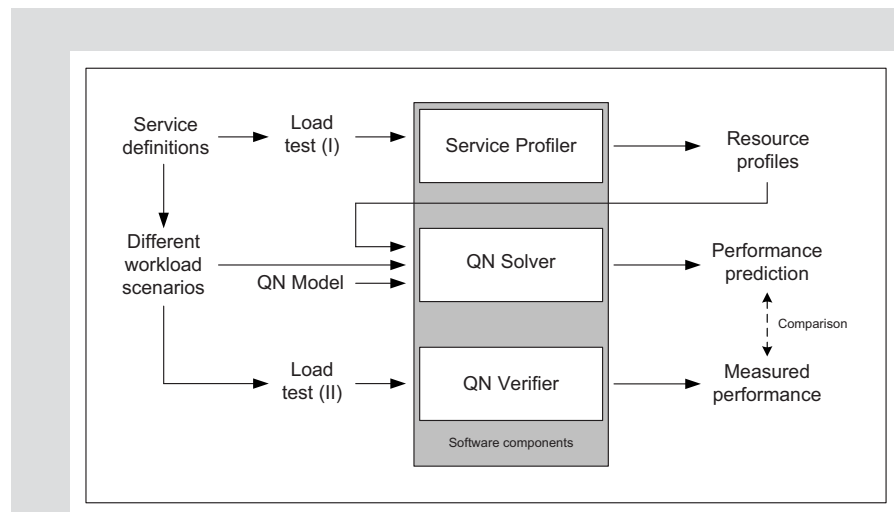 Service
definitions
Load
test (I)
Service Profiler
Resource
profiles
Different
workload
scenarios
QN Model
QN Solver
Performance
prediction
Comparison
Load
test (II)
QN Verifier
Measured
performance
Software components